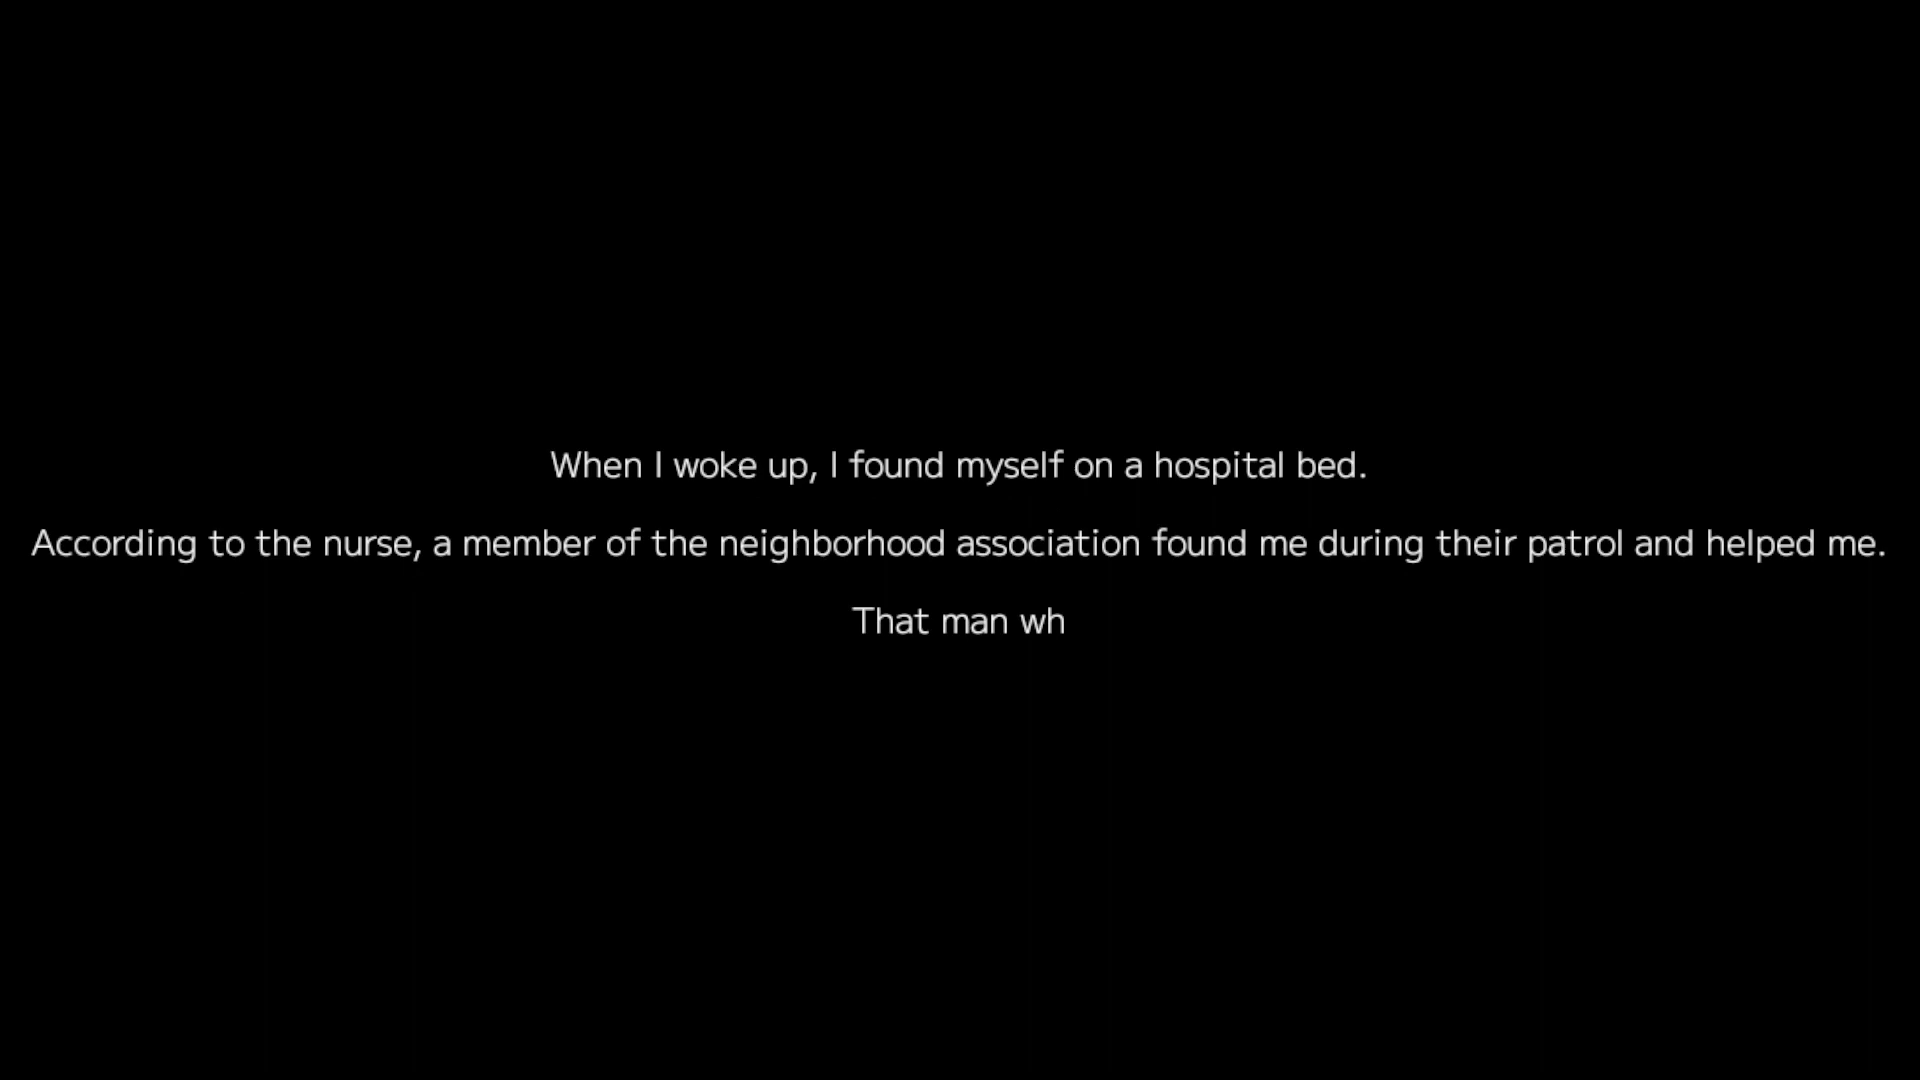 When I woke up, I found myself on a hospital bed.
According to the nurse, a member of the neighborhood association found me during their patrol and helped me.
That man wh